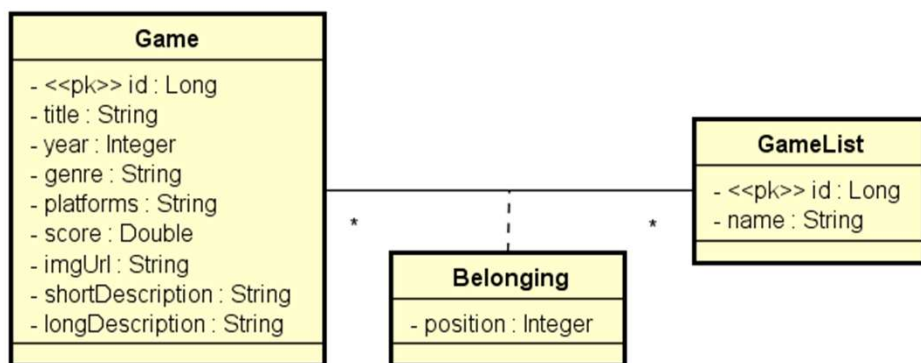 Game
- <<pk>> id : Long
- title : String
- year : Integer
- genre : String
- platforms : String
- score : Double
- imgUrl : String
- shortDescription : String
- longDescription : String
*
*
GameList
- <<pk>> id : Long
- name : String
Belonging
- position : Integer